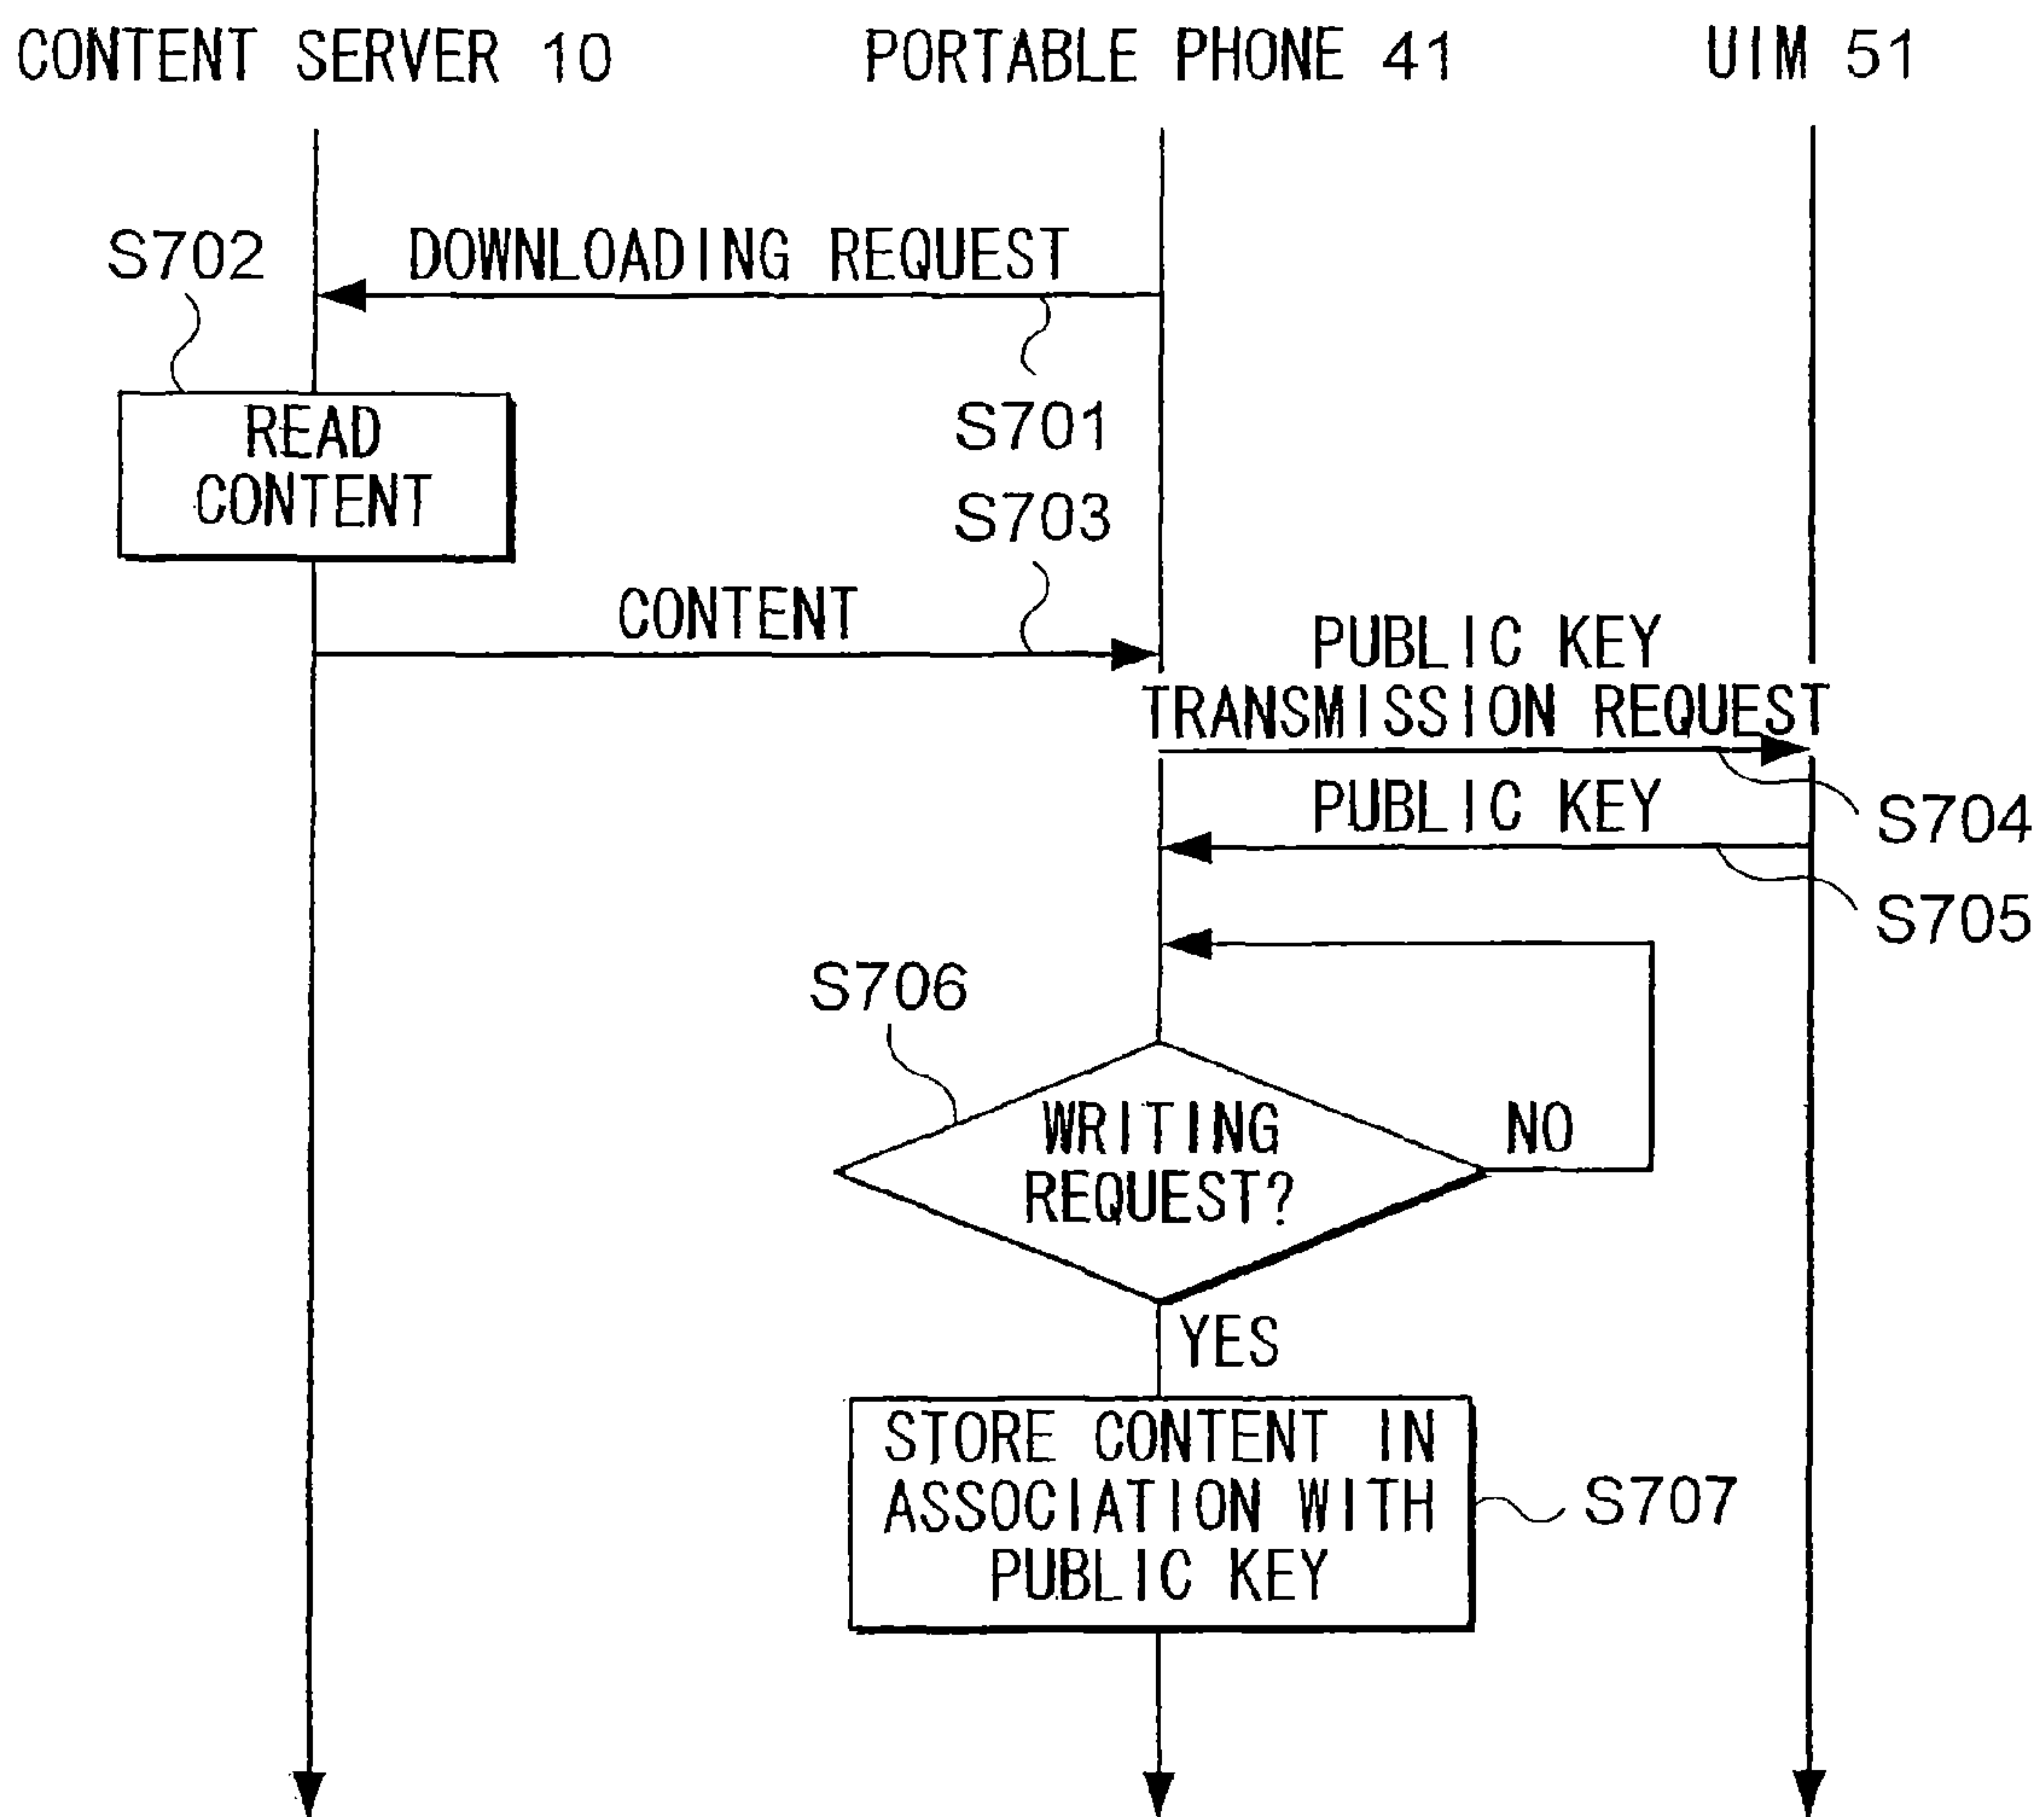 CONTENT SERVER 10
PORTABLE PHONE 41
UIM 51
S702
DOWNLOADING REQUEST
S701
READ
CONTENT
S703
CONTENT
PUBLIC KEY
TRANSMISSION REQUEST
S704
PUBLIC KEY
S705
S706
WRITING
REQUEST?
NO
YES
STORE CONTENT IN
ASSOCIATION WITH
PUBLIC KEY
S707